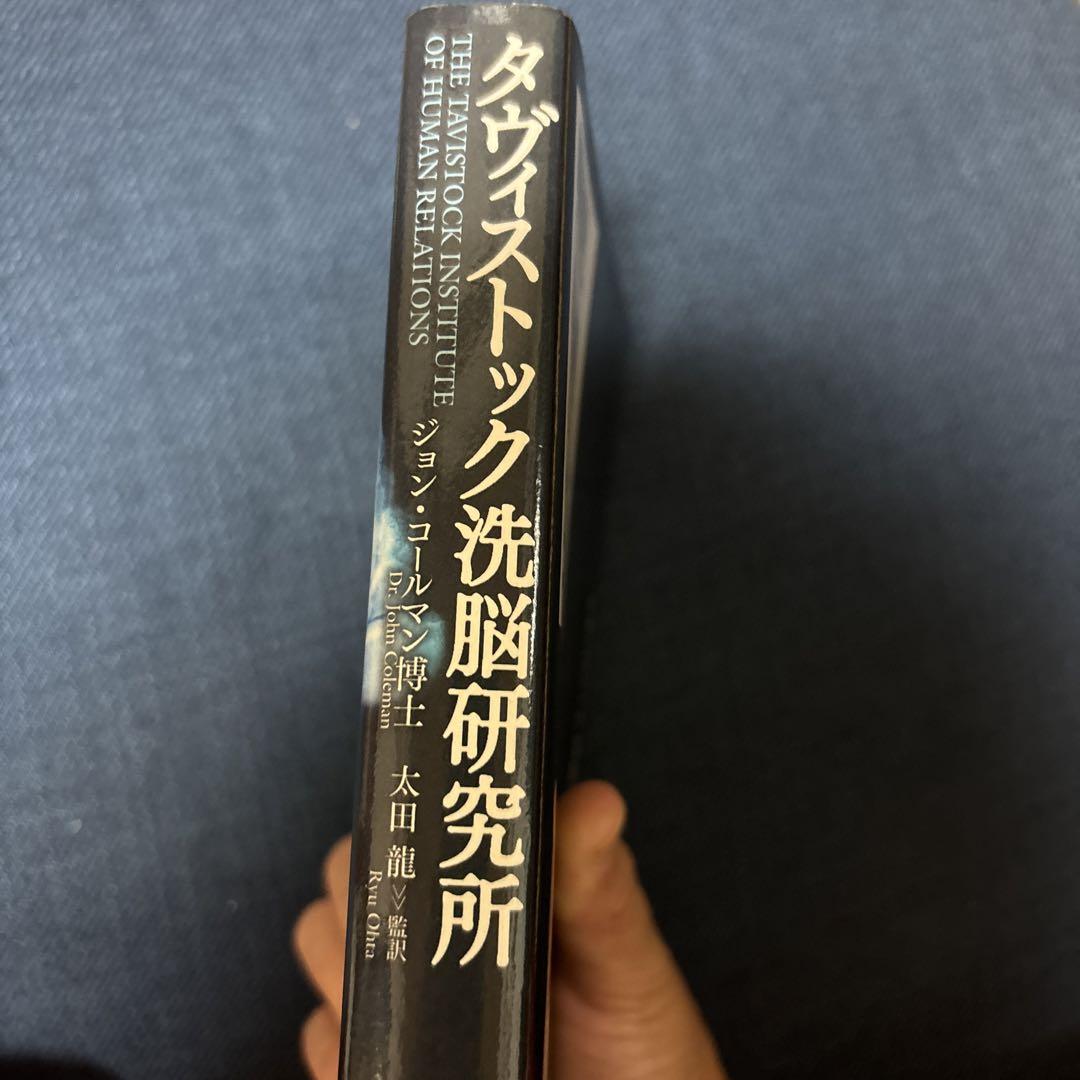 タヴィストック洗脳研究所
THE TAVISTOCK INSTITUTE
OF HUMAN RELATIONS
ジョン・コールマン博士
Dr. John Coleman
太田 龍≫監訳
Ryu Ohta